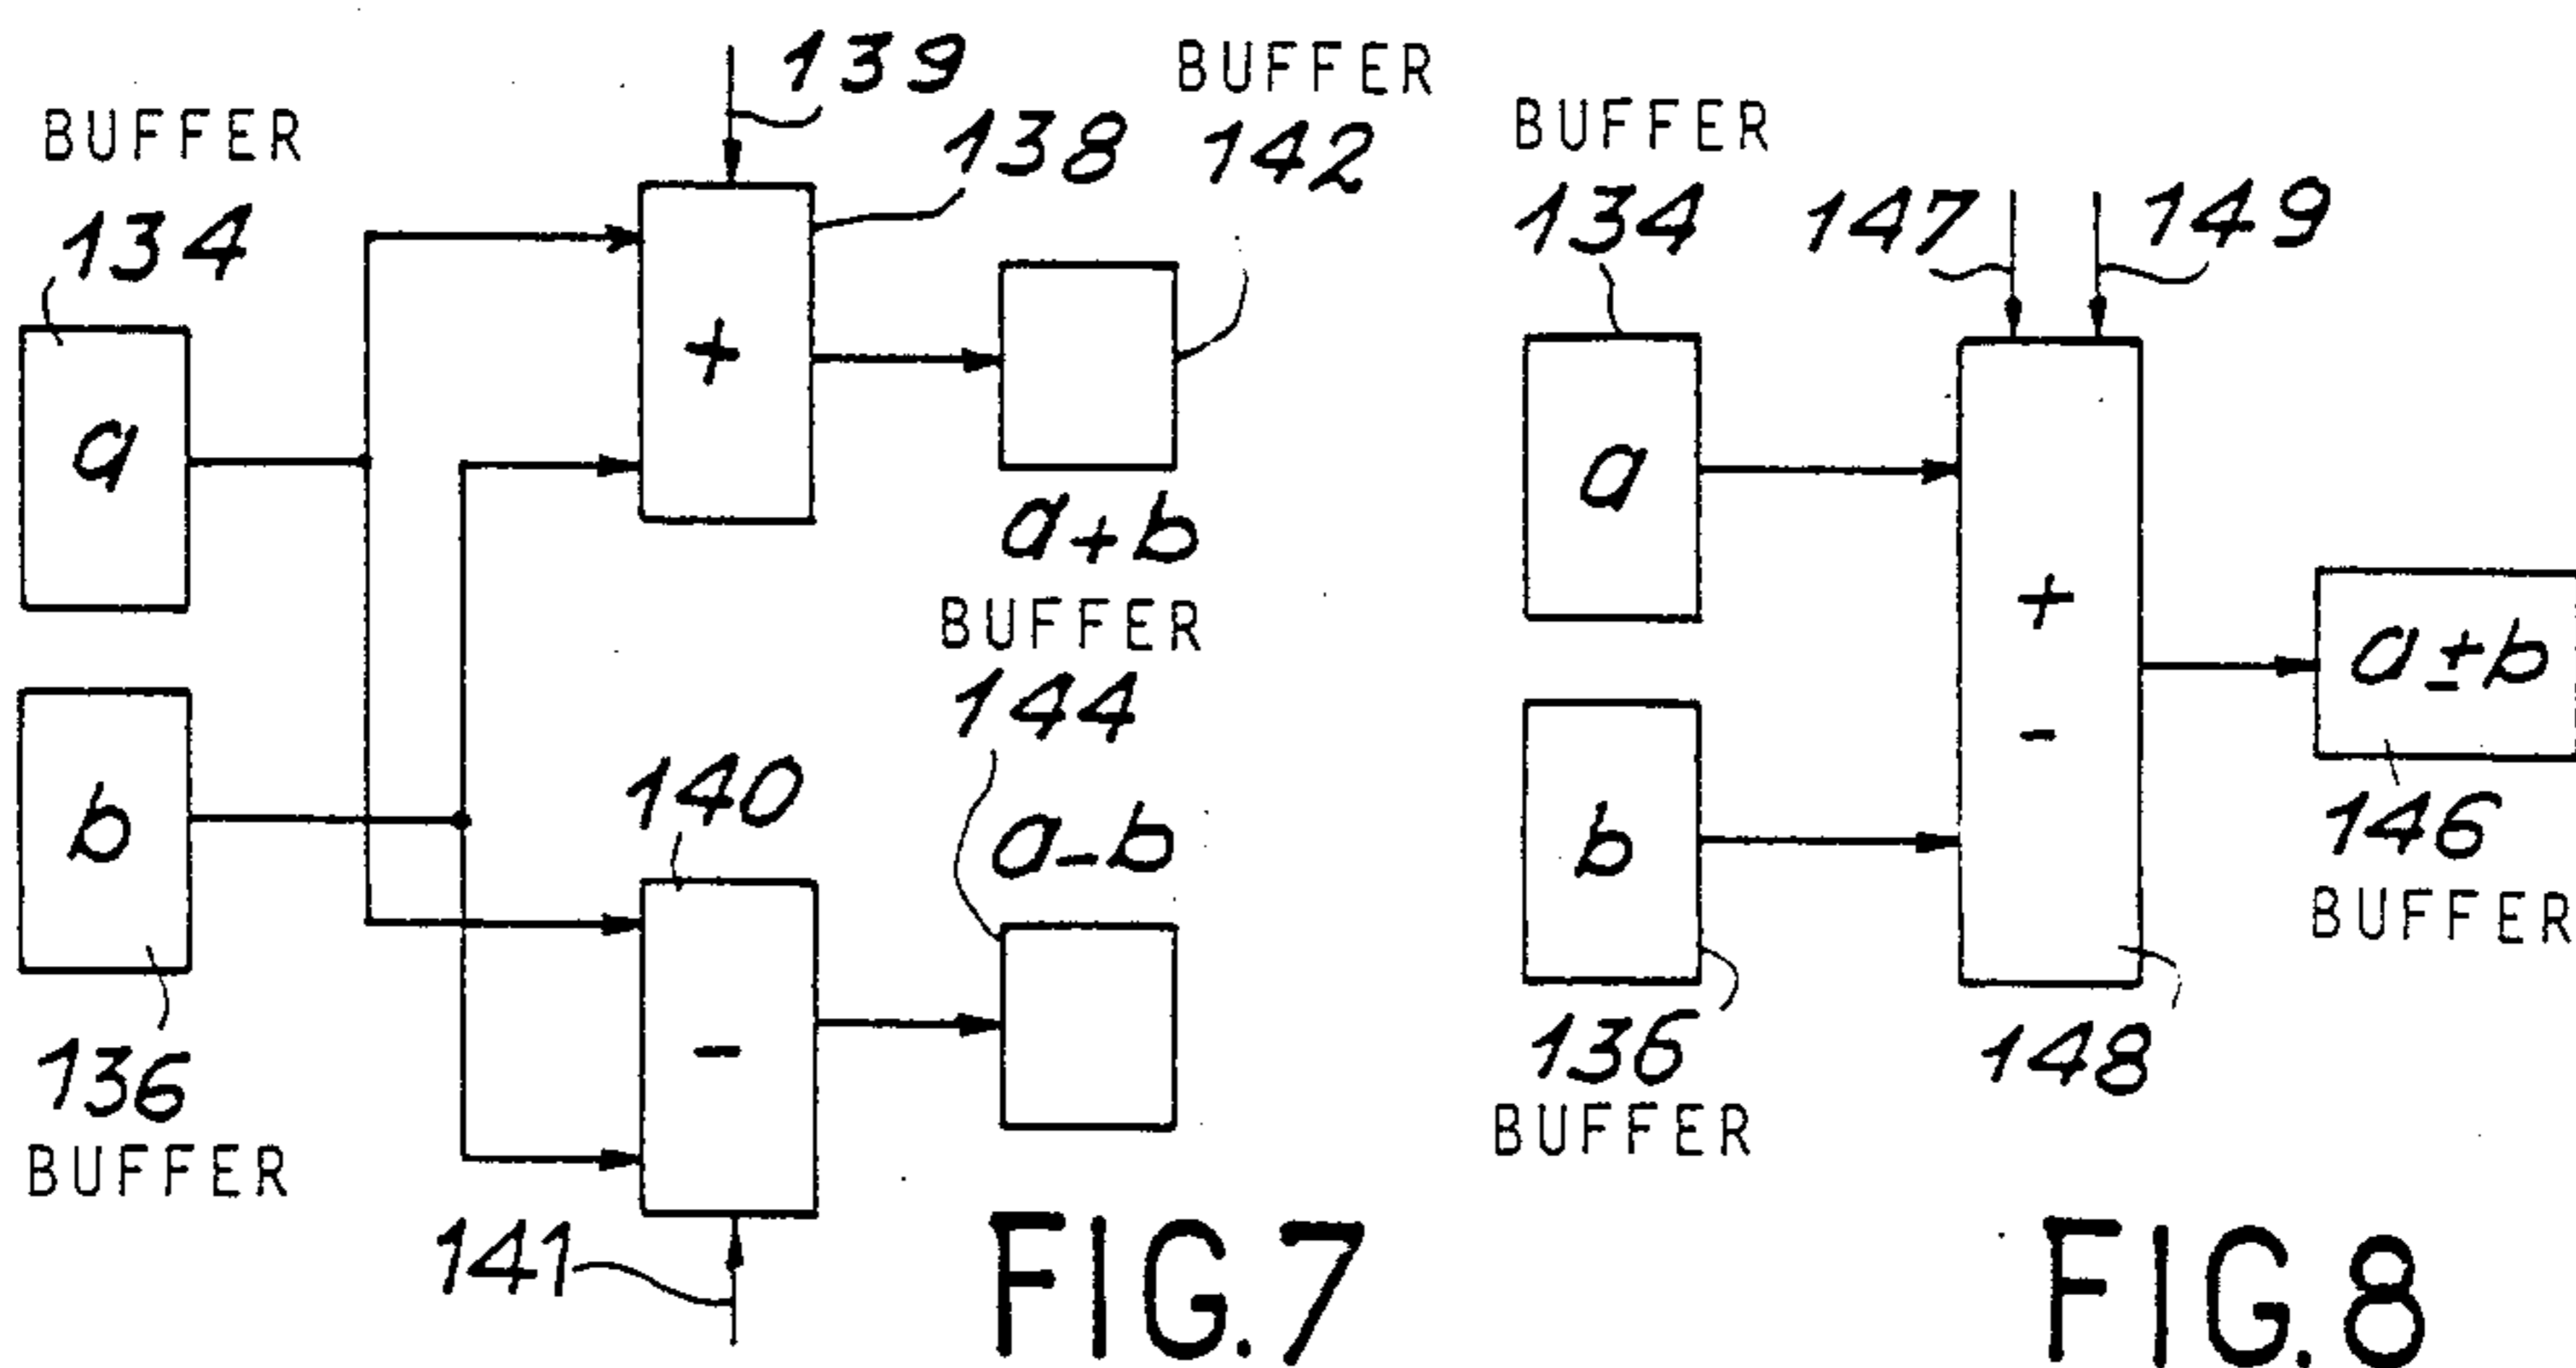 BUFFER
134
a
b
136
BUFFER
139
138
+
BUFFER
142
a+b
BUFFER
144
a-b
140
-
141
FIG.7
BUFFER
134
a
b
136
BUFFER
147
149
+
-
148
a±b
146
BUFFER
FIG.8